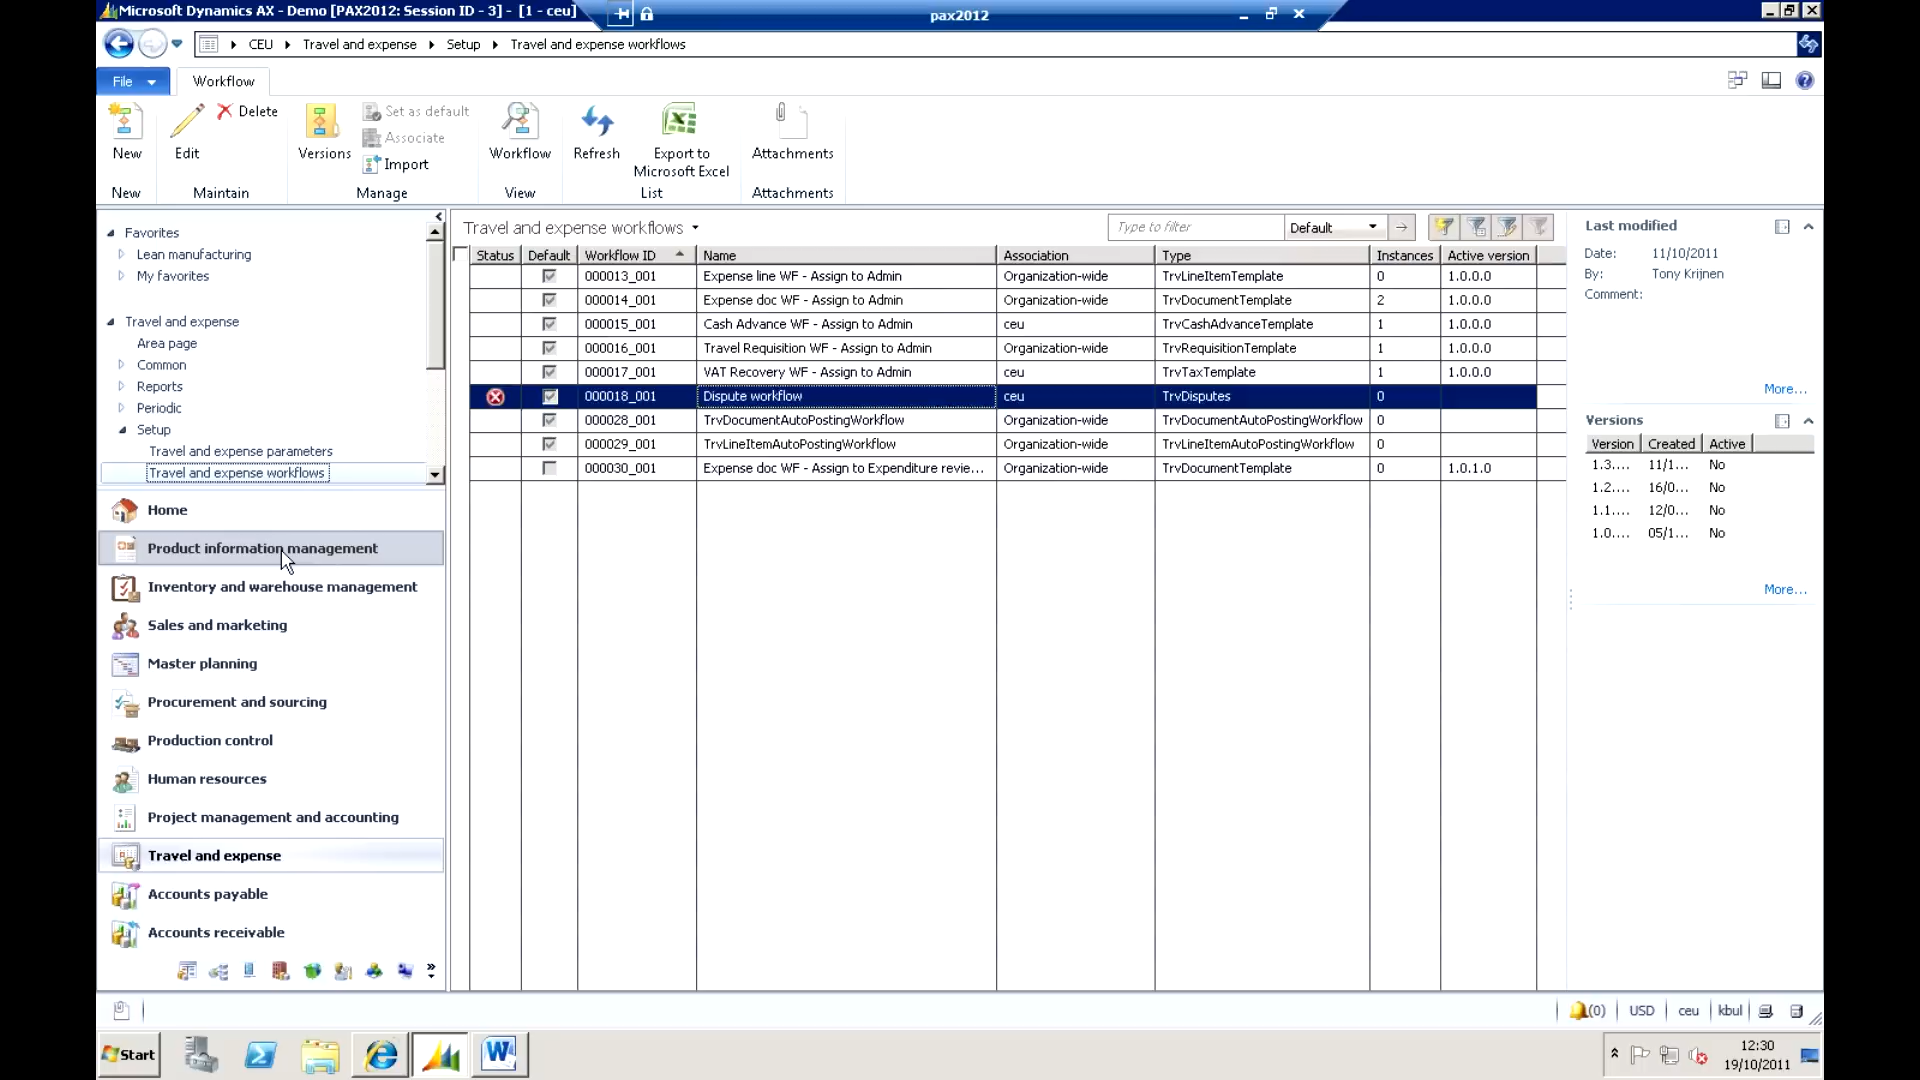 Microsoft Dynamics AX - Demo [PAX2012: Session ID - 3] - [1 - ceu]
pax2012
CEU Travel and expense Setup Travel and expense workflows
File Workflow
New
New
Edit
Delete
Maintain
Versions
Set as default
Associate
Import
Manage
Workflow
View
Refresh
Export to
Microsoft Excel
List
Attachments
Attachments
Favorites
Lean manufacturing
My favorites
Travel and expense
Area page
Common
Reports
Periodic
Setup
Travel and expense parameters
Travel and expense workflows
Home
Product information management
Inventory and warehouse management
Sales and marketing
Master planning
Procurement and sourcing
Production control
Human resources
Project management and accounting
Travel and expense
Accounts payable
Accounts receivable
Travel and expense workflows
Type to filter
Default
Status Default Workflow ID Name Association Type Instances Active version
000013_001 Expense line WF - Assign to Admin Organization-wide TrvLineItemTemplate 0 1.0.0.0
000014_001 Expense doc WF - Assign to Admin Organization-wide TrvDocumentTemplate 2 1.0.0.0
000015_001 Cash Advance WF - Assign to Admin ceu TrvCashAdvanceTemplate 1 1.0.0.0
000016_001 Travel Requisition WF - Assign to Admin Organization-wide TrvRequisitionTemplate 1 1.0.0.0
000017_001 VAT Recovery WF - Assign to Admin ceu TrvTaxTemplate 1 1.0.0.0
000018_001 Dispute workflow ceu TrvDisputes 0
000028_001 TrvDocumentAutoPostingWorkflow Organization-wide TrvDocumentAutoPostingWorkflow 0
000029_001 TrvLineItemAutoPostingWorkflow Organization-wide TrvLineItemAutoPostingWorkflow 0
000030_001 Expense doc WF - Assign to Expenditure revie... Organization-wide TrvDocumentTemplate 0 1.0.1.0
Last modified
Date: 11/10/2011
By: Tony Krijnen
Comment:
More...
Versions
Version Created Active
1.3.... 11/1... No
1.2.... 16/0... No
1.1.... 12/0... No
1.0.... 05/1... No
More...
(0) USD ceu kbul
Start
12:30
19/10/2011